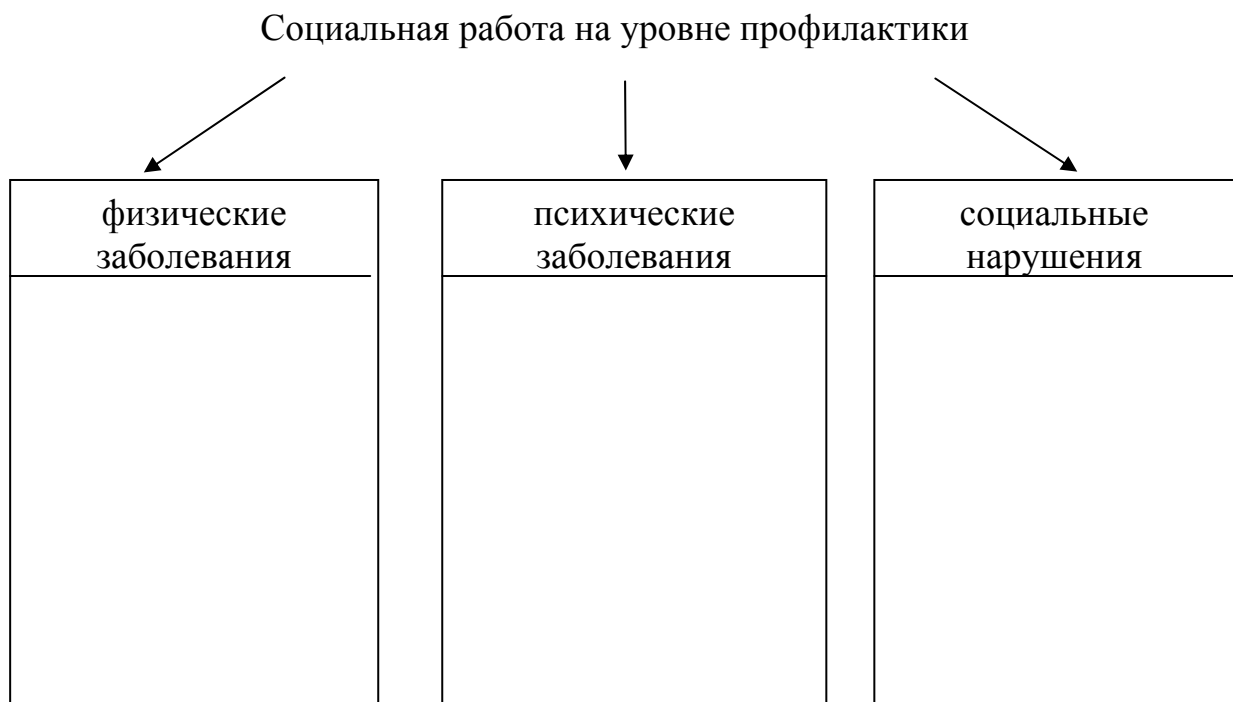 Социальная работа на уровне профилактики
физические
заболевания
психические
заболевания
социальные
нарушения